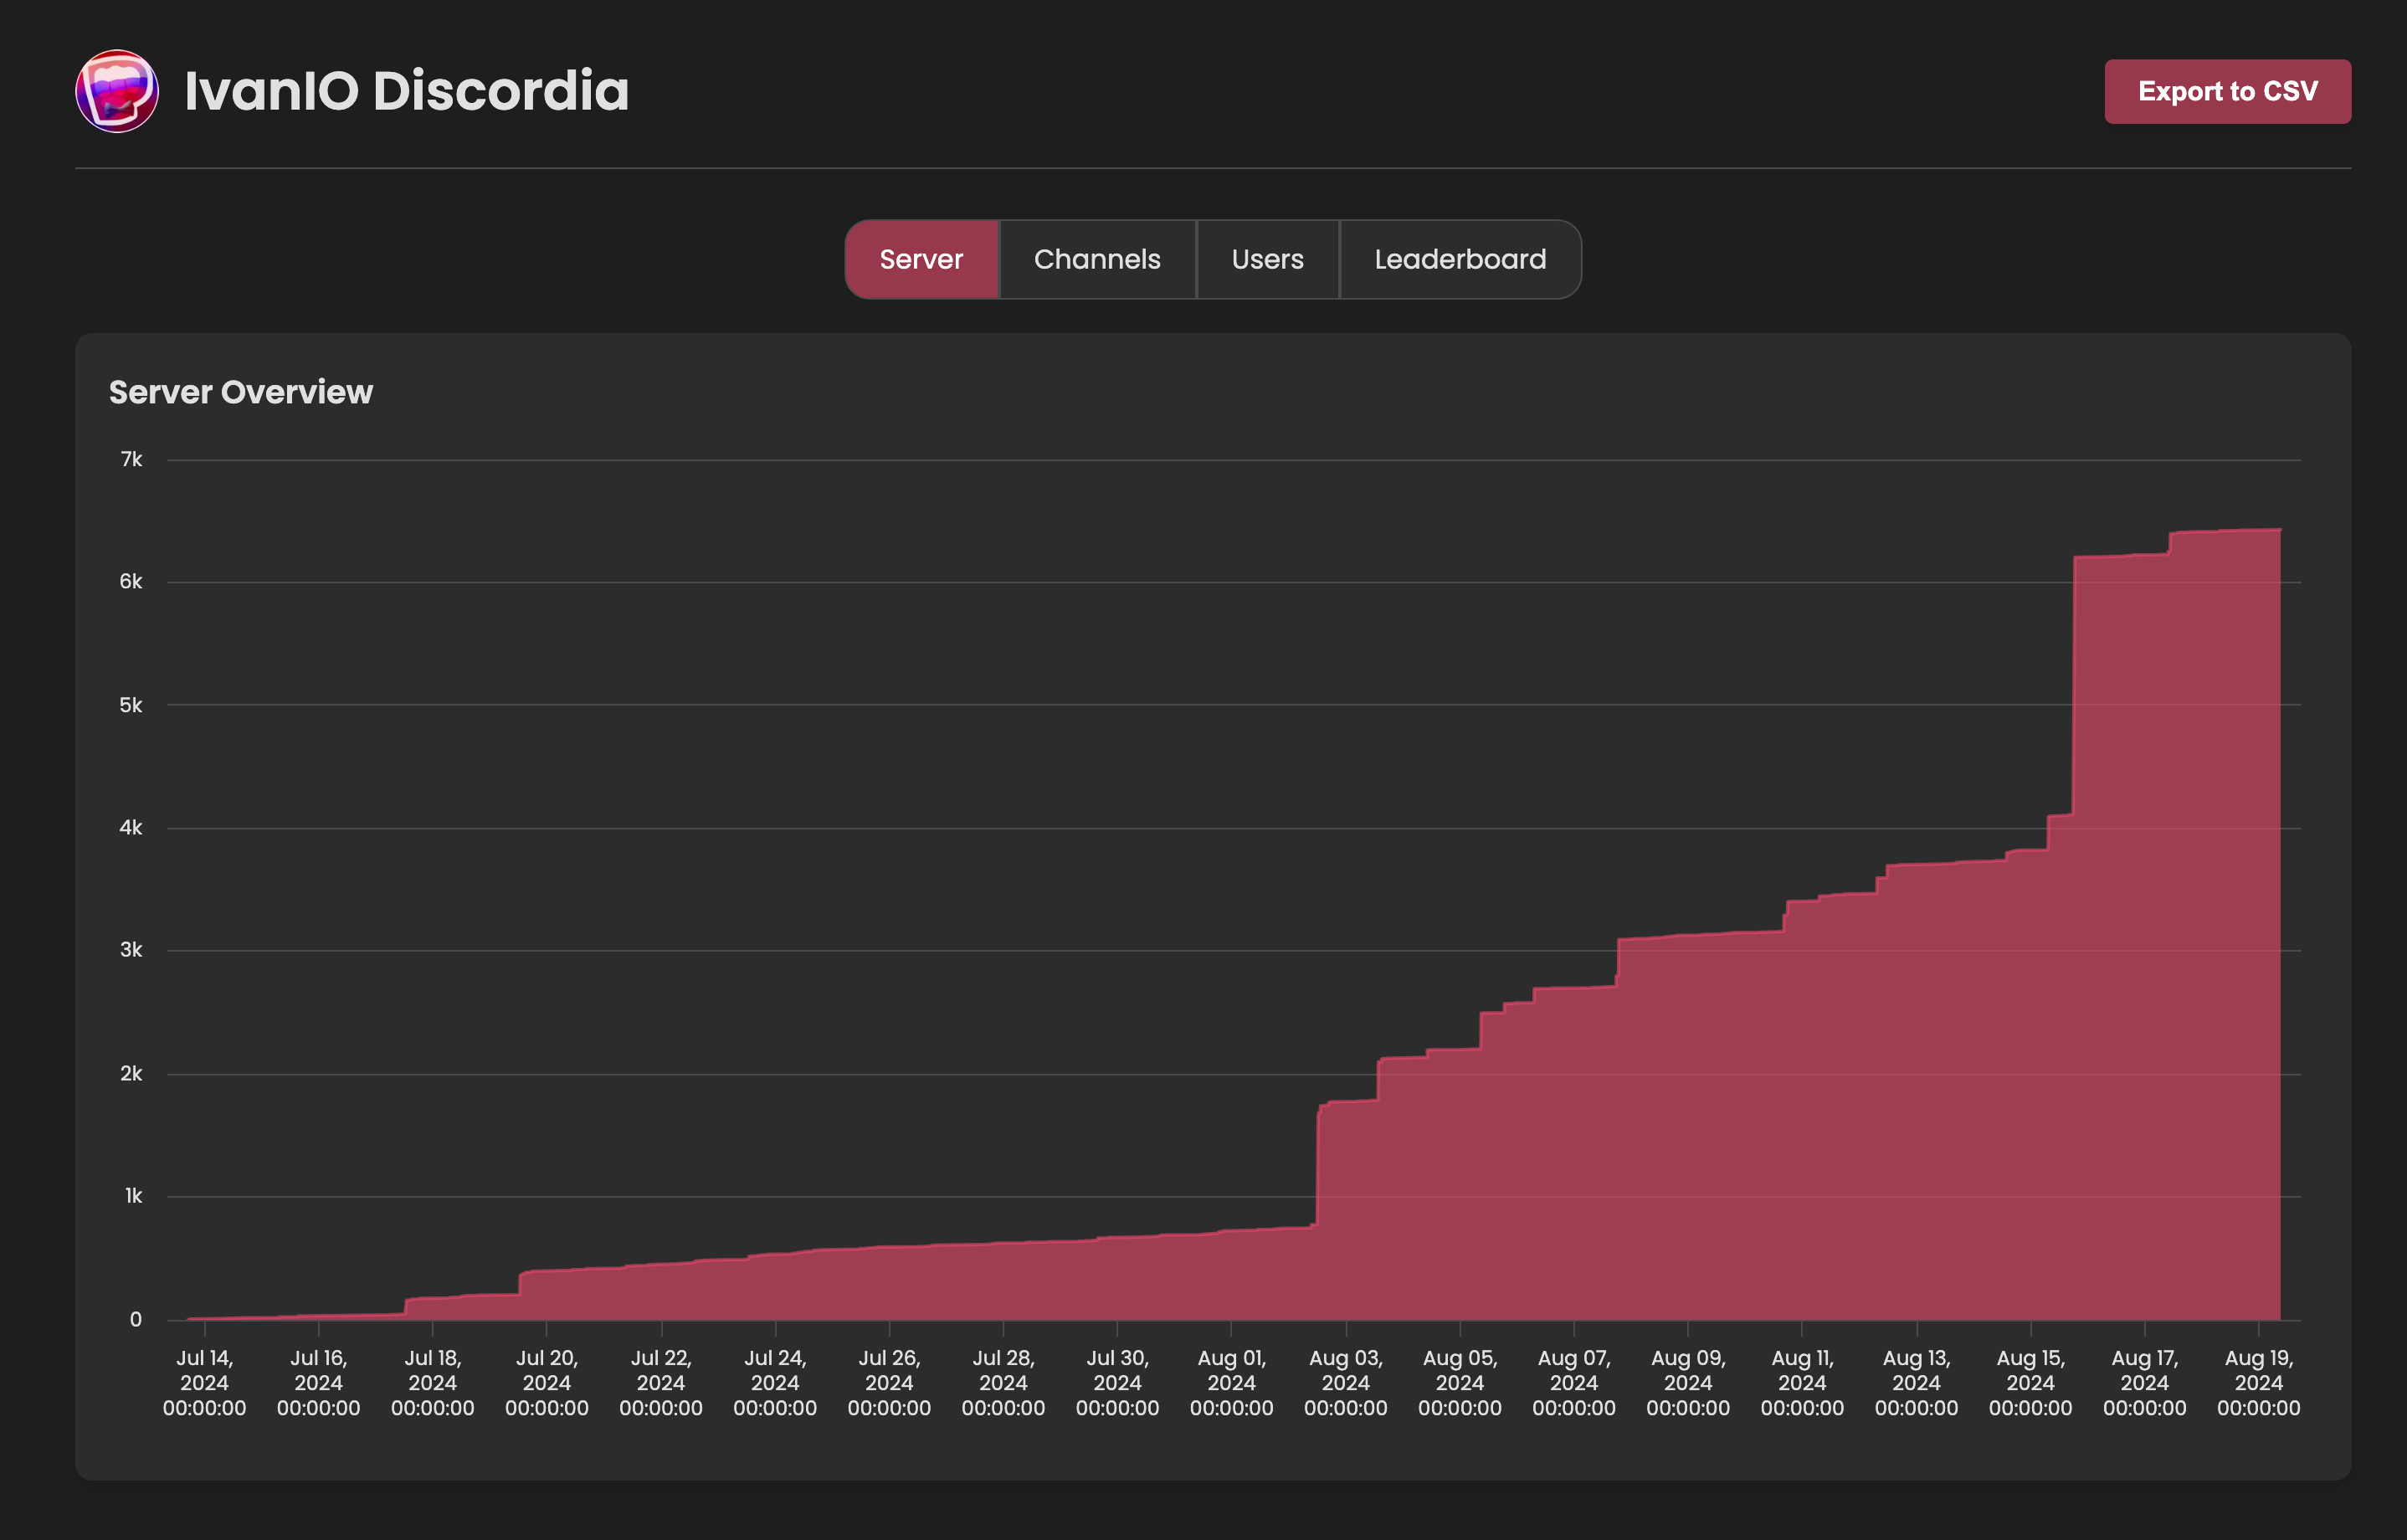 IvanIO Discordia
Export to CSV
Server
Channels
Users
Leaderboard
Server Overview
7k
6k
5k
4k
3k
2k
1k
0
Jul 14,
2024
00:00:00
Jul 16,
2024
00:00:00
Jul 18,
2024
00:00:00
Jul 20,
2024
00:00:00
Jul 22,
2024
00:00:00
Jul 24,
2024
00:00:00
Jul 26,
2024
00:00:00
Jul 28,
2024
00:00:00
Jul 30,
2024
00:00:00
Aug 01,
2024
00:00:00
Aug 03,
2024
00:00:00
Aug 05,
2024
00:00:00
Aug 07,
2024
00:00:00
Aug 09,
2024
00:00:00
Aug 11,
2024
00:00:00
Aug 13,
2024
00:00:00
Aug 15,
2024
00:00:00
Aug 17,
2024
00:00:00
Aug 19,
2024
00:00:00